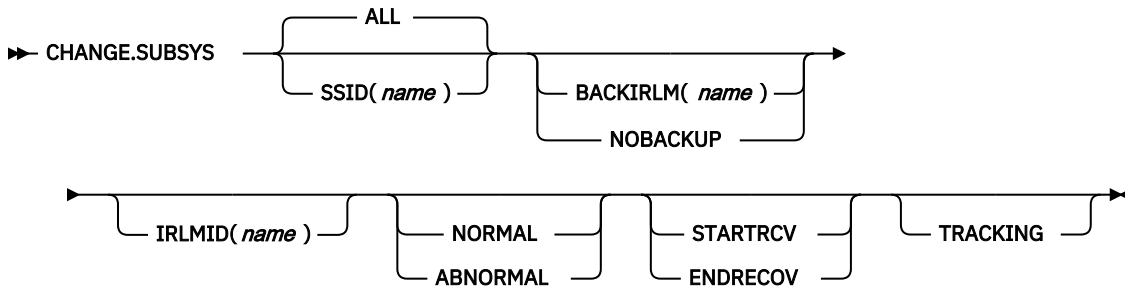 ALL
CHANGE.SUBSYS
SSID( name )
BACKIRLM( name )
NOBACKUP
IRLMID( name )
NORMAL
STARTRCV
TRACKING
ABNORMAL
ENDRECOV